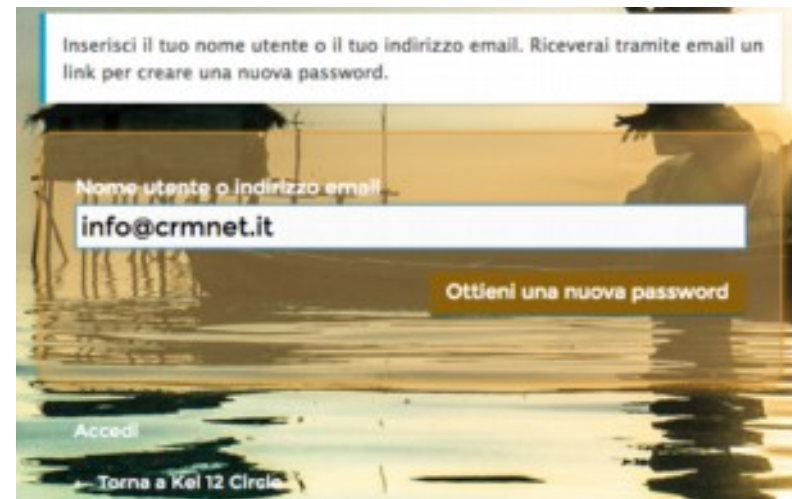 Inserisci il tuo nome utente o il tuo indirizzo email. Riceverai tramite email un
link per creare una nuova password.
Nome utente o indirizzo email
info@crmnet.it
Ottieni una nuova password
Accedi
← Torna a Kel 12 Circle